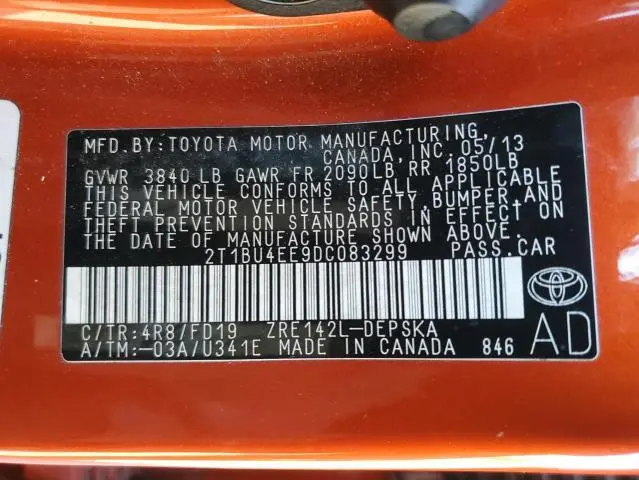 MFD.BY:TOYOTA MOTOR MANUFACTURING,
CANADA,INC. 05/13
GVWR 3840 LB GAWR FR 2090LB RR 1850LB
THIS VEHICLE CONFORMS TO ALL APPLICABLE
FEDERAL MOTOR VEHICLE SAFETY,BUMPER,AND
THEFT PREVENTION STANDARDS IN EFFECT ON
THE DATE OF MANUFACTURE SHOWN ABOVE.
2T1BU4EE9DC083299 PASS.CAR
C/TR:4R8/FD19 ZRE142L-DEPSKA
A/TM:-03A/U341E MADE IN CANADA 846
AD